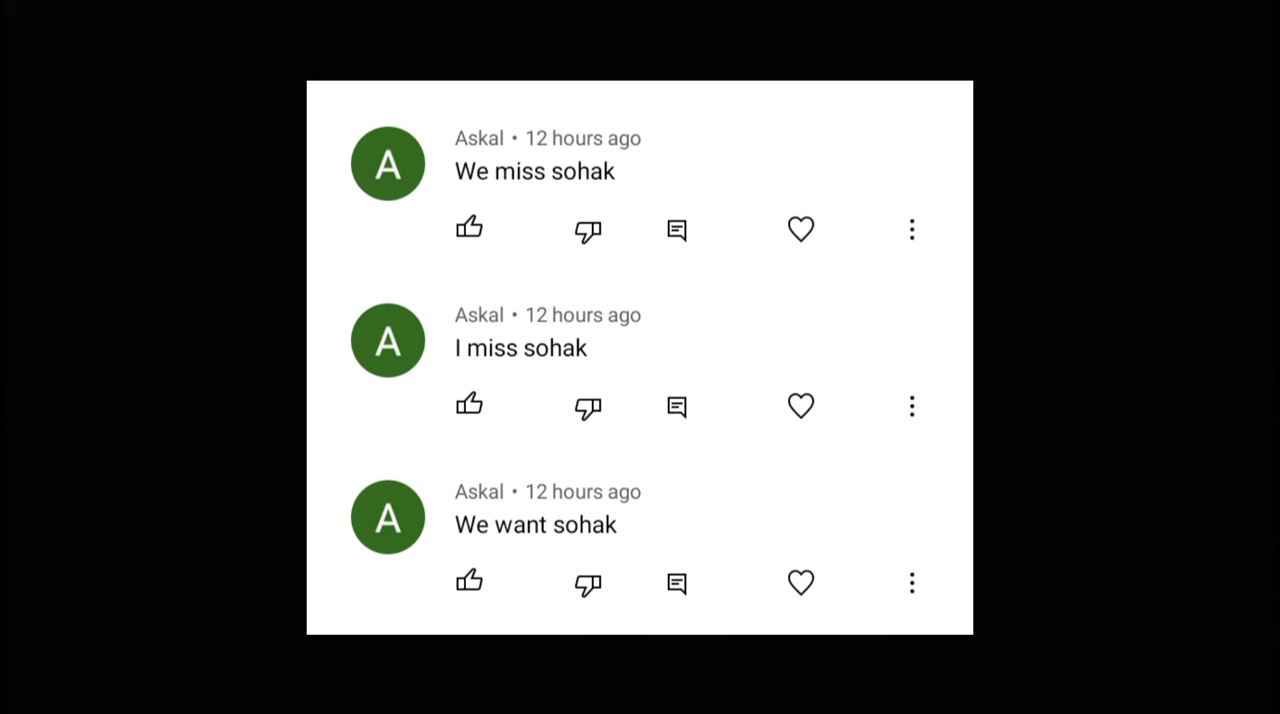 A
Askal • 12 hours ago
We miss sohak
A
Askal • 12 hours ago
I miss sohak
A
Askal • 12 hours ago
We want sohak